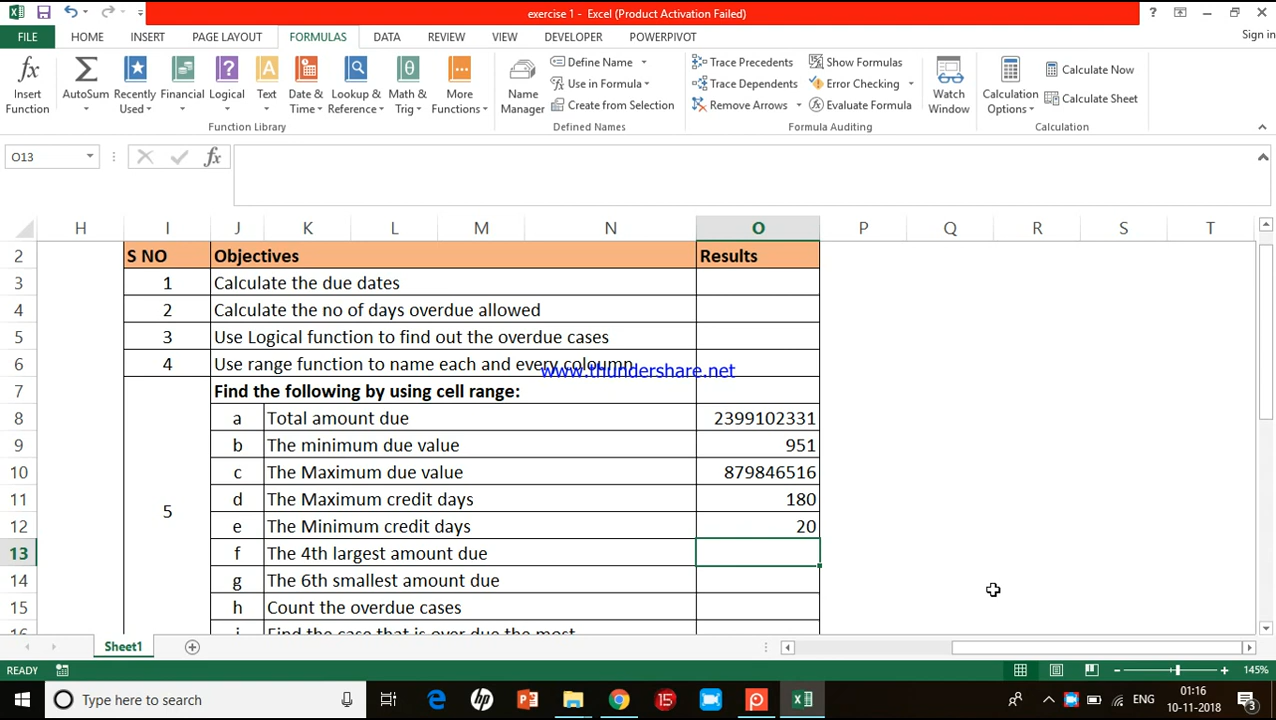 exercise 1 - Excel (Product Activation Failed)
FILE HOME INSERT PAGE LAYOUT FORMULAS DATA REVIEW VIEW DEVELOPER POWERPIVOT Sign in
Insert Function
AutoSum
Recently Used
Financial
Logical
Text
Date & Time
Lookup & Reference
Math & Trig
More Functions
Function Library
Name Manager
Define Name
Use in Formula
Create from Selection
Defined Names
Trace Precedents
Trace Dependents
Remove Arrows
Show Formulas
Error Checking
Evaluate Formula
Formula Auditing
Watch Window
Calculation Options
Calculate Now
Calculate Sheet
Calculation
O13
H I J K L M N O P Q R S T
2 S NO Objectives Results
3 1 Calculate the due dates
4 2 Calculate the no of days overdue allowed
5 3 Use Logical function to find out the overdue cases
6 4 Use range function to name each and every coloumn
www.thundershare.net
7 Find the following by using cell range:
8 a Total amount due 2399102331
9 b The minimum due value 951
10 c The Maximum due value 879846516
11 d The Maximum credit days 180
5
12 e The Minimum credit days 20
13 f The 4th largest amount due
14 g The 6th smallest amount due
15 h Count the overdue cases
16 i Find the case that is over due the most
Sheet1
READY 145%
Type here to search
hp
15
ENG
01:16
10-11-2018
3